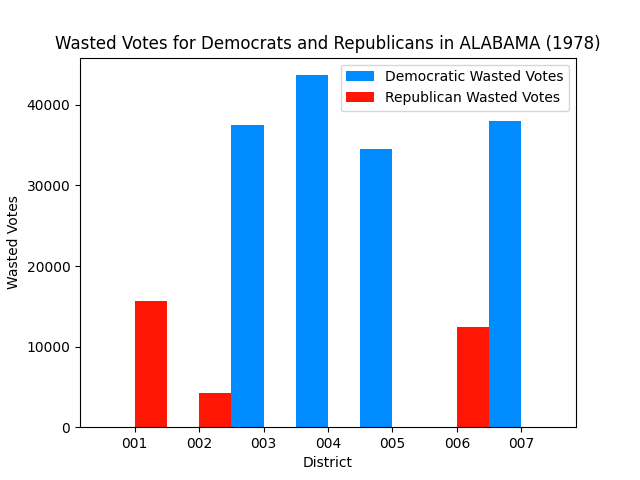 Wasted Votes for Democrats and Republicans in ALABAMA (1978)
Democratic Wasted Votes
Republican Wasted Votes
40000
30000
20000
10000
0
Wasted Votes
001 002 003 004 005 006 007
District